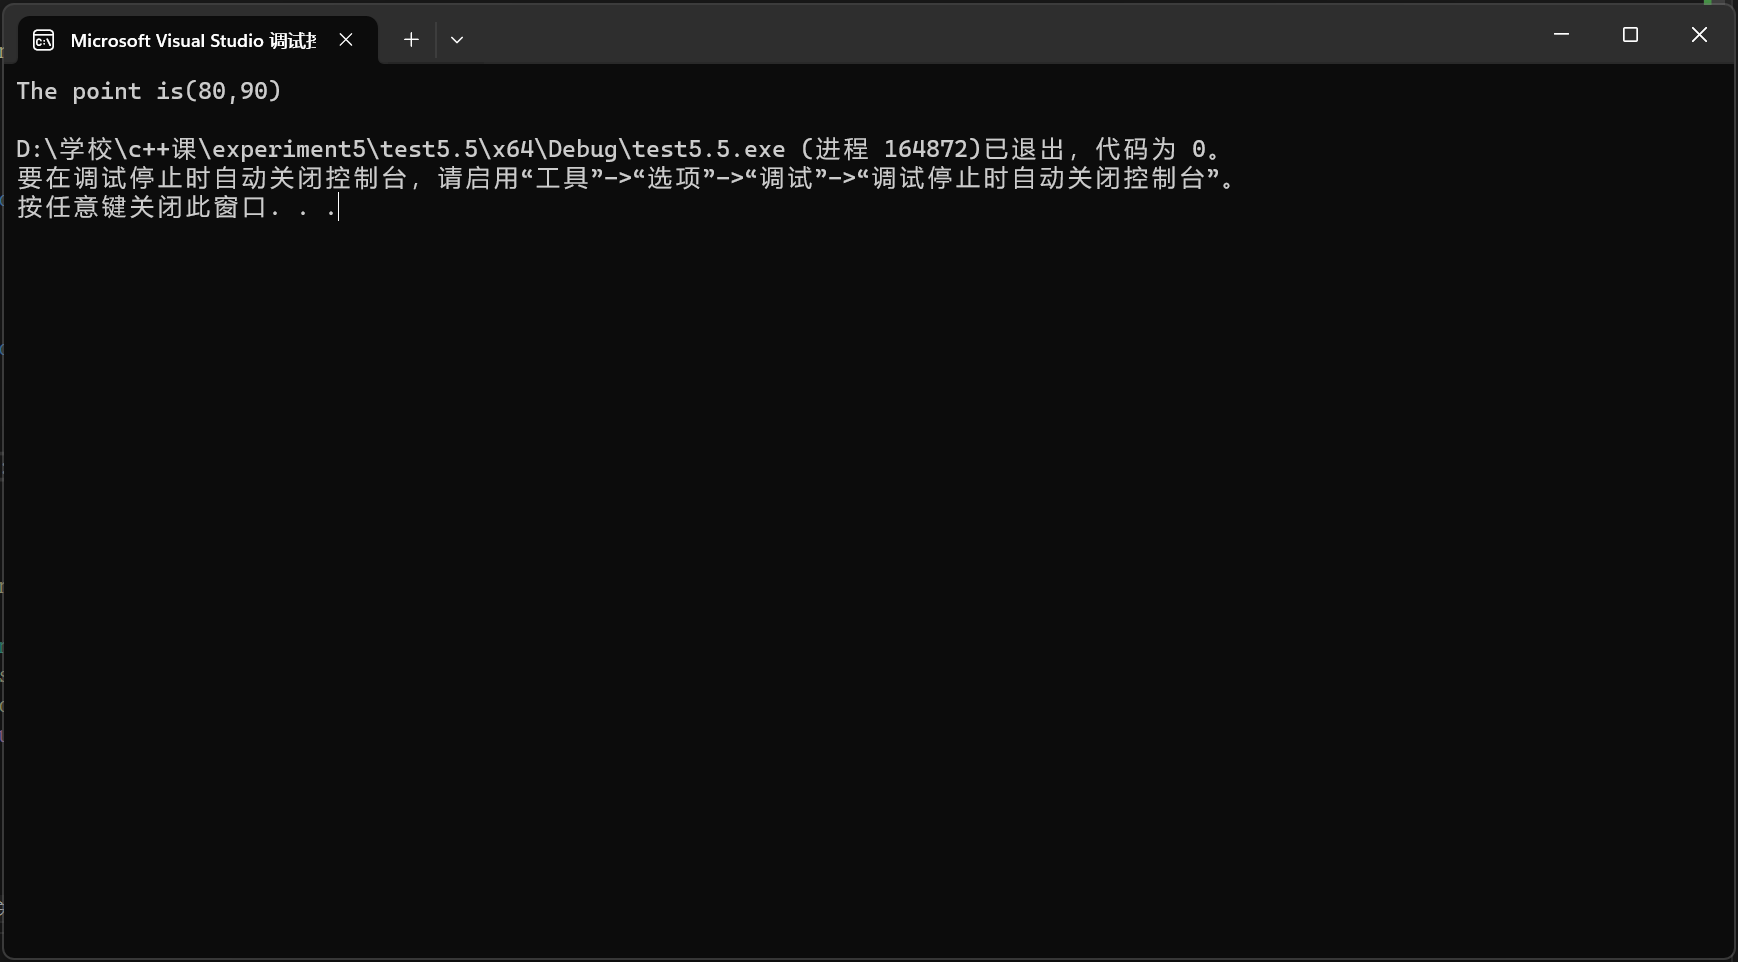 Microsoft Visual Studio 调试
The point is(80,90)
D:\学校\c++课\experiment5\test5.5\x64\Debug\test5.5.exe (进程 164872)已退出，代码为 0。
要在调试停止时自动关闭控制台，请启用“工具”->“选项”->“调试”->“调试停止时自动关闭控制台”。
按任意键关闭此窗口. . .